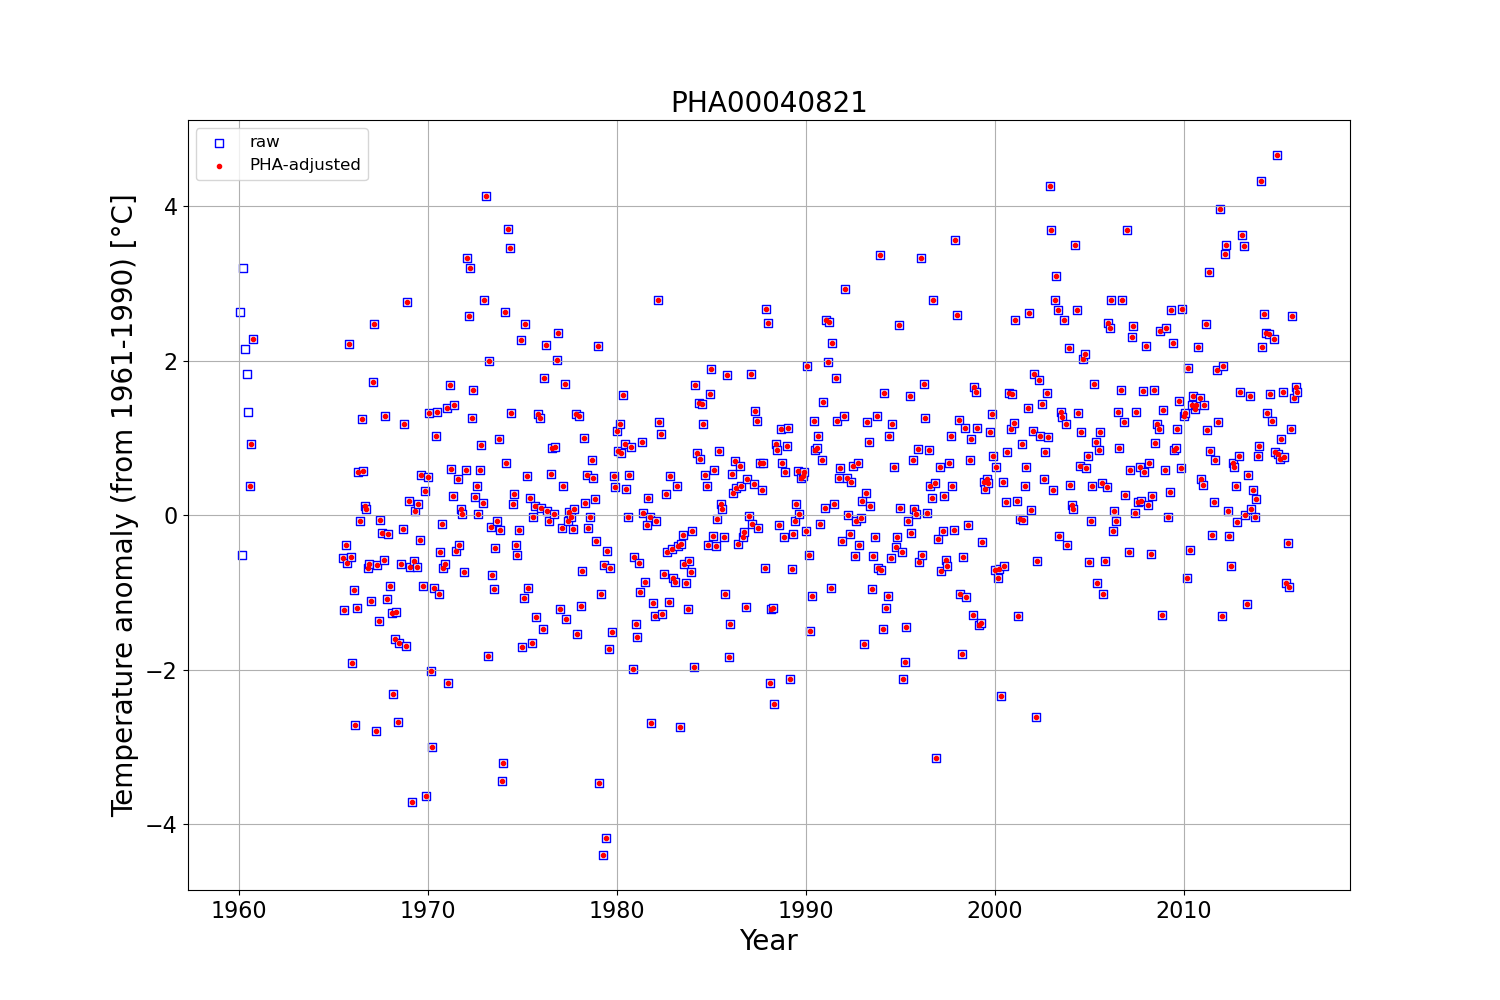 PHA00040821
raw
PHA-adjusted
Temperature anomaly (from 1961-1990) [°C]
4
2
0
−2
−4
1960 1970 1980 1990 2000 2010
Year